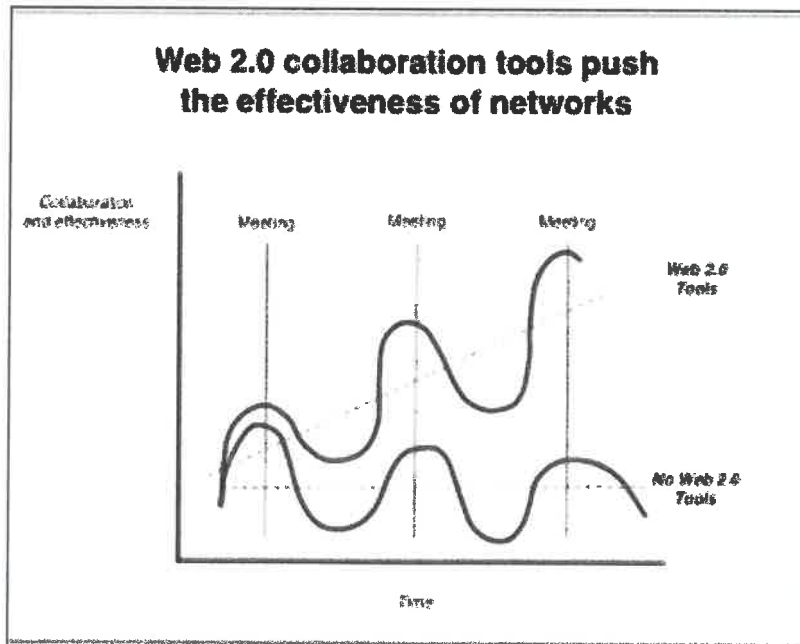 Web 2.0 collaboration tools push
the effectiveness of networks
Collaboration
and effectiveness
Meeting
Meeting
Meeting
Web 2.0
Tools
No Web 2.0
Tools
Time